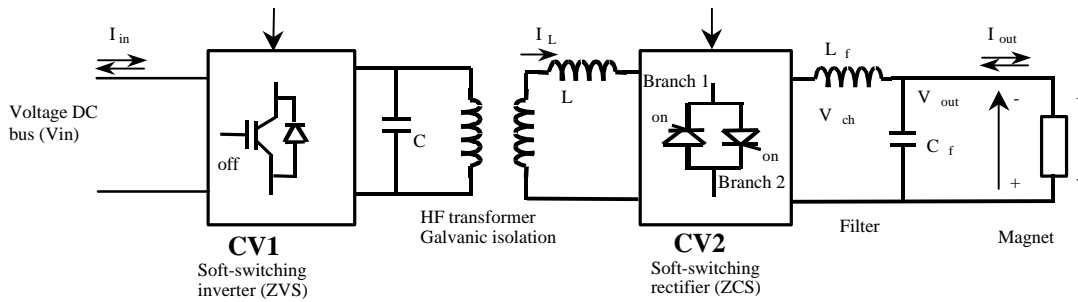 I in
Voltage DC
bus (Vin)
off
CV1
Soft-switching
inverter (ZVS)
C
HF transformer
Galvanic isolation
I L
L
Branch 1
on
on
Branch 2
CV2
Soft-switching
rectifier (ZCS)
L f
V ch
Filter
I out
V out
C f
-
+
Magnet